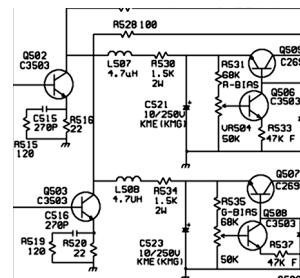 R528 100
Q502
C3503
L507
4.7uH
R530
1.5K
2W
R531
68K
R-BIAS
Q506
C3503
C515
270P
R516
22
R515
120
C521
10/250V
KME(KMG)
VR504
50K
R533
47K F
Q507
C269
Q503
C3503
L508
4.7UH
R534
1.5K
2W
R535
68K
G-BIAS
Q508
C3503
C516
270P
R519
120
R520
22
C523
10/250V
KME(KMG)
50K
R537
47K F